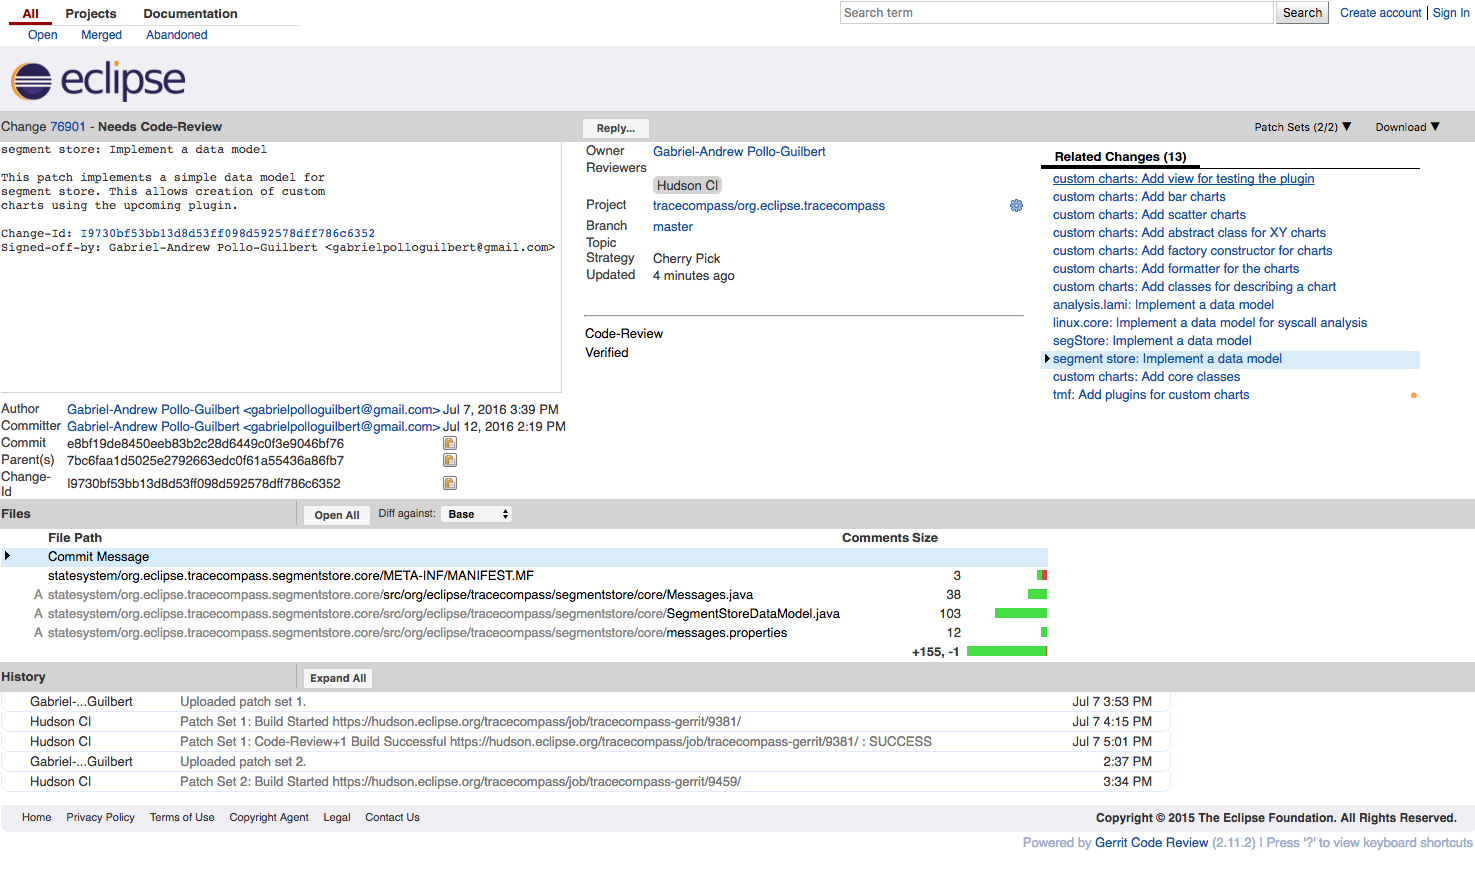 All Projects Documentation
Search term Search Create account | Sign In
Open Merged Abandoned
eclipse
Change 76901 - Needs Code-Review
Reply...
Patch Sets (2/2) ▼ Download ▼
segment store: Implement a data model
This patch implements a simple data model for
segment store. This allows creation of custom
charts using the upcoming plugin.
Change-Id: I9730bf53bb13d8d53ff098d592578dff786c6352
Signed-off-by: Gabriel-Andrew Pollo-Guilbert <gabrielpolloguilbert@gmail.com>
Owner Gabriel-Andrew Pollo-Guilbert
Reviewers
Hudson CI
Project tracecompass/org.eclipse.tracecompass
Branch master
Topic
Strategy Cherry Pick
Updated 4 minutes ago
Code-Review
Verified
Related Changes (13)
custom charts: Add view for testing the plugin
custom charts: Add bar charts
custom charts: Add scatter charts
custom charts: Add abstract class for XY charts
custom charts: Add factory constructor for charts
custom charts: Add formatter for the charts
custom charts: Add classes for describing a chart
analysis.lami: Implement a data model
linux.core: Implement a data model for syscall analysis
segStore: Implement a data model
segment store: Implement a data model
custom charts: Add core classes
tmf: Add plugins for custom charts
Author Gabriel-Andrew Pollo-Guilbert <gabrielpolloguilbert@gmail.com> Jul 7, 2016 3:39 PM
Committer Gabriel-Andrew Pollo-Guilbert <gabrielpolloguilbert@gmail.com> Jul 12, 2016 2:19 PM
Commit e8bf19de8450eeb83b2c28d6449c0f3e9046bf76
Parent(s) 7bc6faa1d5025e2792663edc0f61a55436a86fb7
Change-
Id I9730bf53bb13d8d53ff098d592578dff786c6352
Files Open All Diff against: Base
File Path Comments Size
Commit Message
statesystem/org.eclipse.tracecompass.segmentstore.core/META-INF/MANIFEST.MF 3
A statesystem/org.eclipse.tracecompass.segmentstore.core/src/org/eclipse/tracecompass/segmentstore/core/Messages.java 38
A statesystem/org.eclipse.tracecompass.segmentstore.core/src/org/eclipse/tracecompass/segmentstore/core/SegmentStoreDataModel.java 103
A statesystem/org.eclipse.tracecompass.segmentstore.core/src/org/eclipse/tracecompass/segmentstore/core/messages.properties 12
+155, -1
History Expand All
Gabriel-...Guilbert Uploaded patch set 1. Jul 7 3:53 PM
Hudson CI Patch Set 1: Build Started https://hudson.eclipse.org/tracecompass/job/tracecompass-gerrit/9381/ Jul 7 4:15 PM
Hudson CI Patch Set 1: Code-Review+1 Build Successful https://hudson.eclipse.org/tracecompass/job/tracecompass-gerrit/9381/ : SUCCESS Jul 7 5:01 PM
Gabriel-...Guilbert Uploaded patch set 2. 2:37 PM
Hudson CI Patch Set 2: Build Started https://hudson.eclipse.org/tracecompass/job/tracecompass-gerrit/9459/ 3:34 PM
Home Privacy Policy Terms of Use Copyright Agent Legal Contact Us Copyright © 2015 The Eclipse Foundation. All Rights Reserved.
Powered by Gerrit Code Review (2.11.2) | Press '?' to view keyboard shortcuts